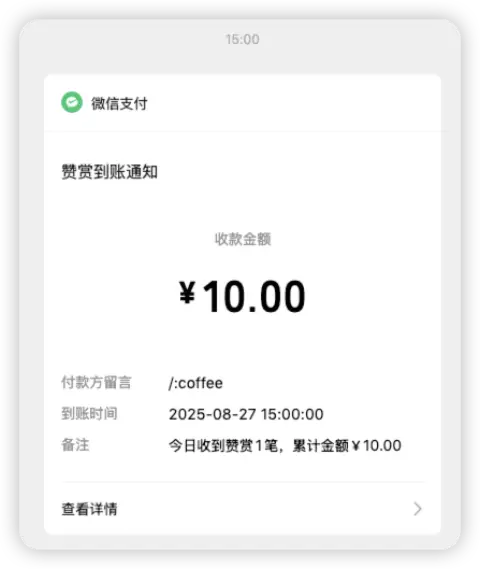 15:00
微信支付
赞赏到账通知
收款金额
¥10.00
付款方留言 /:coffee
到账时间 2025-08-27 15:00:00
备注 今日收到赞赏1笔，累计金额¥10.00
查看详情